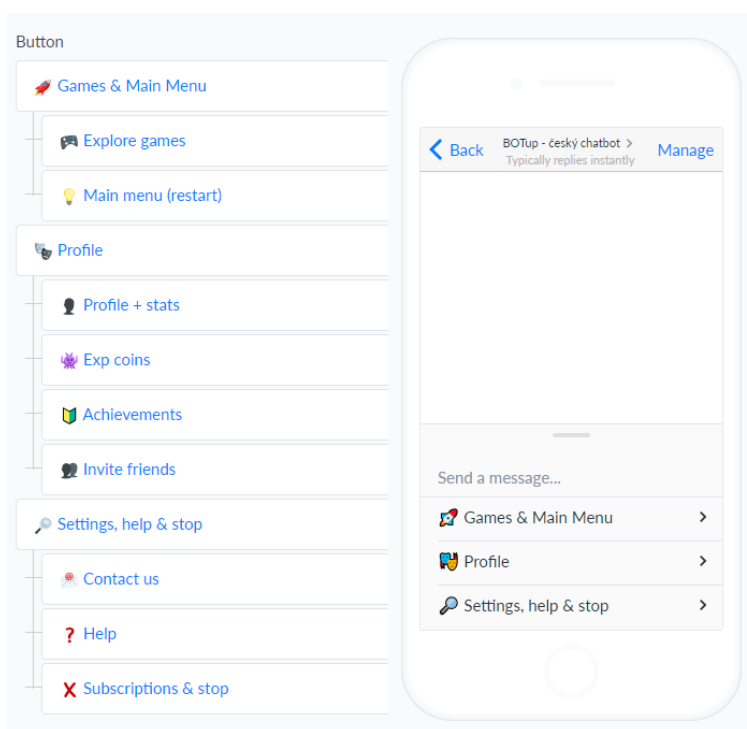 Button
Games & Main Menu
Explore games
Main menu (restart)
Profile
Profile + stats
Exp coins
Achievements
Invite friends
Settings, help & stop
Contact us
Help
Subscriptions & stop
Back
BOTup - český chatbot >
Typically replies instantly
Manage
Send a message...
Games & Main Menu
Profile
Settings, help & stop